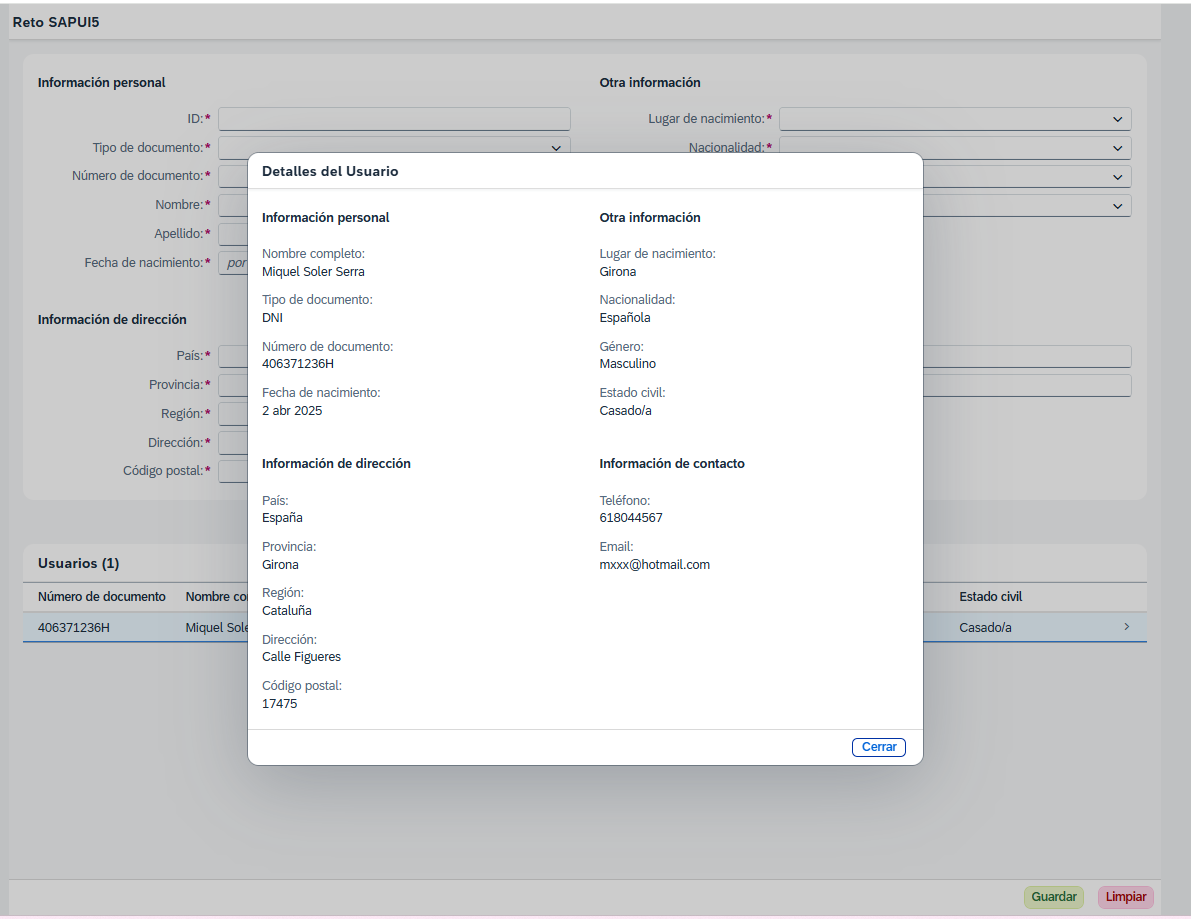 Reto SAPUI5
Información personal
Otra información
ID:*
Lugar de nacimiento:*
Tipo de documento:*
Nacionalidad:*
Número de documento:*
Nombre:*
Apellido:*
Fecha de nacimiento:*
por
Información de dirección
País:*
Provincia:*
Región:*
Dirección:*
Código postal:*
Detalles del Usuario
Información personal
Nombre completo:
Miquel Soler Serra
Tipo de documento:
DNI
Número de documento:
406371236H
Fecha de nacimiento:
2 abr 2025
Otra información
Lugar de nacimiento:
Girona
Nacionalidad:
Española
Género:
Masculino
Estado civil:
Casado/a
Información de dirección
País:
España
Provincia:
Girona
Región:
Cataluña
Dirección:
Calle Figueres
Código postal:
17475
Información de contacto
Teléfono:
618044567
Email:
mxxx@hotmail.com
Cerrar
Usuarios (1)
Número de documento Nombre co Estado civil
406371236H Miquel Sole Casado/a
Guardar Limpiar